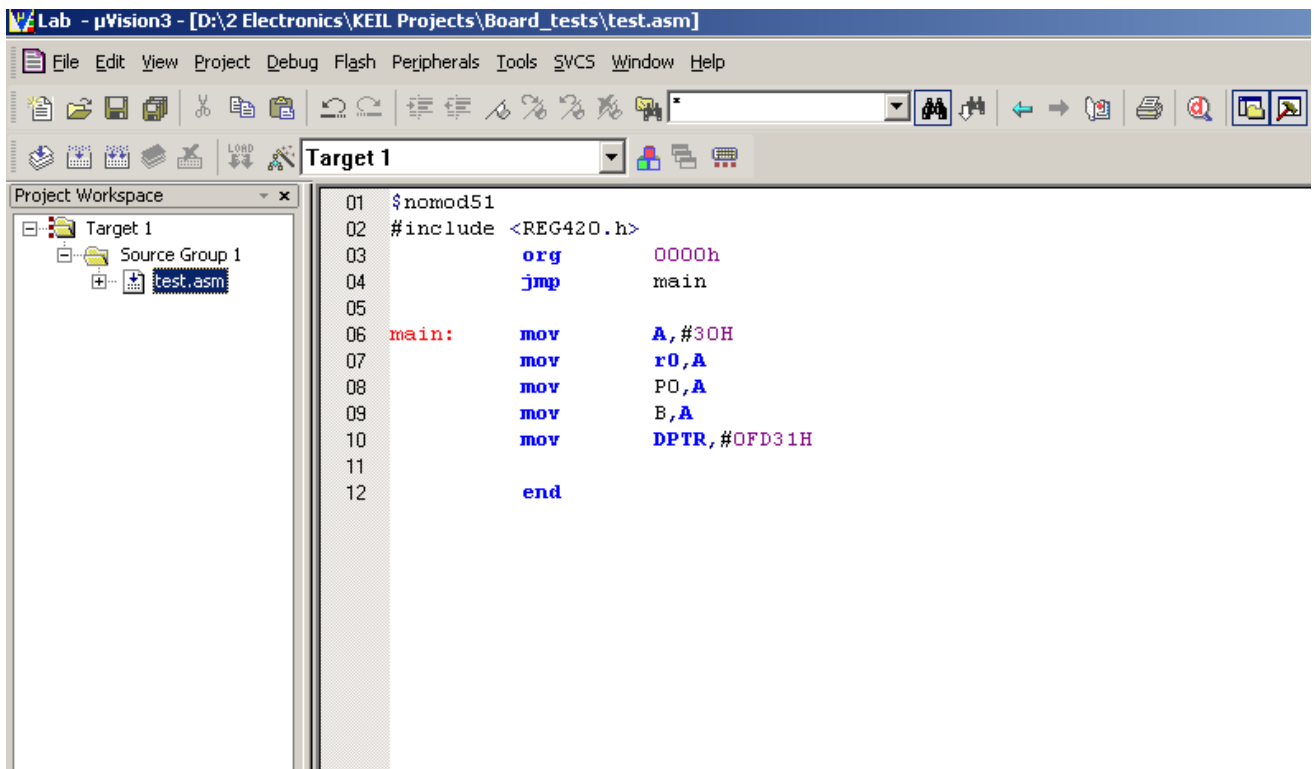 Lab - µVision3 - [D:\2 Electronics\KEIL Projects\Board_tests\test.asm]
File Edit View Project Debug Flash Peripherals Tools SVCS Window Help
*
LOAD
Target 1
Project Workspace
Target 1
Source Group 1
test.asm
01 $nomod51
02 #include <REG420.h>
03 org 0000h
04 jmp main
05
06 main: mov A,#30H
07 mov r0,A
08 mov P0,A
09 mov B,A
10 mov DPTR,#0FD31H
11
12 end